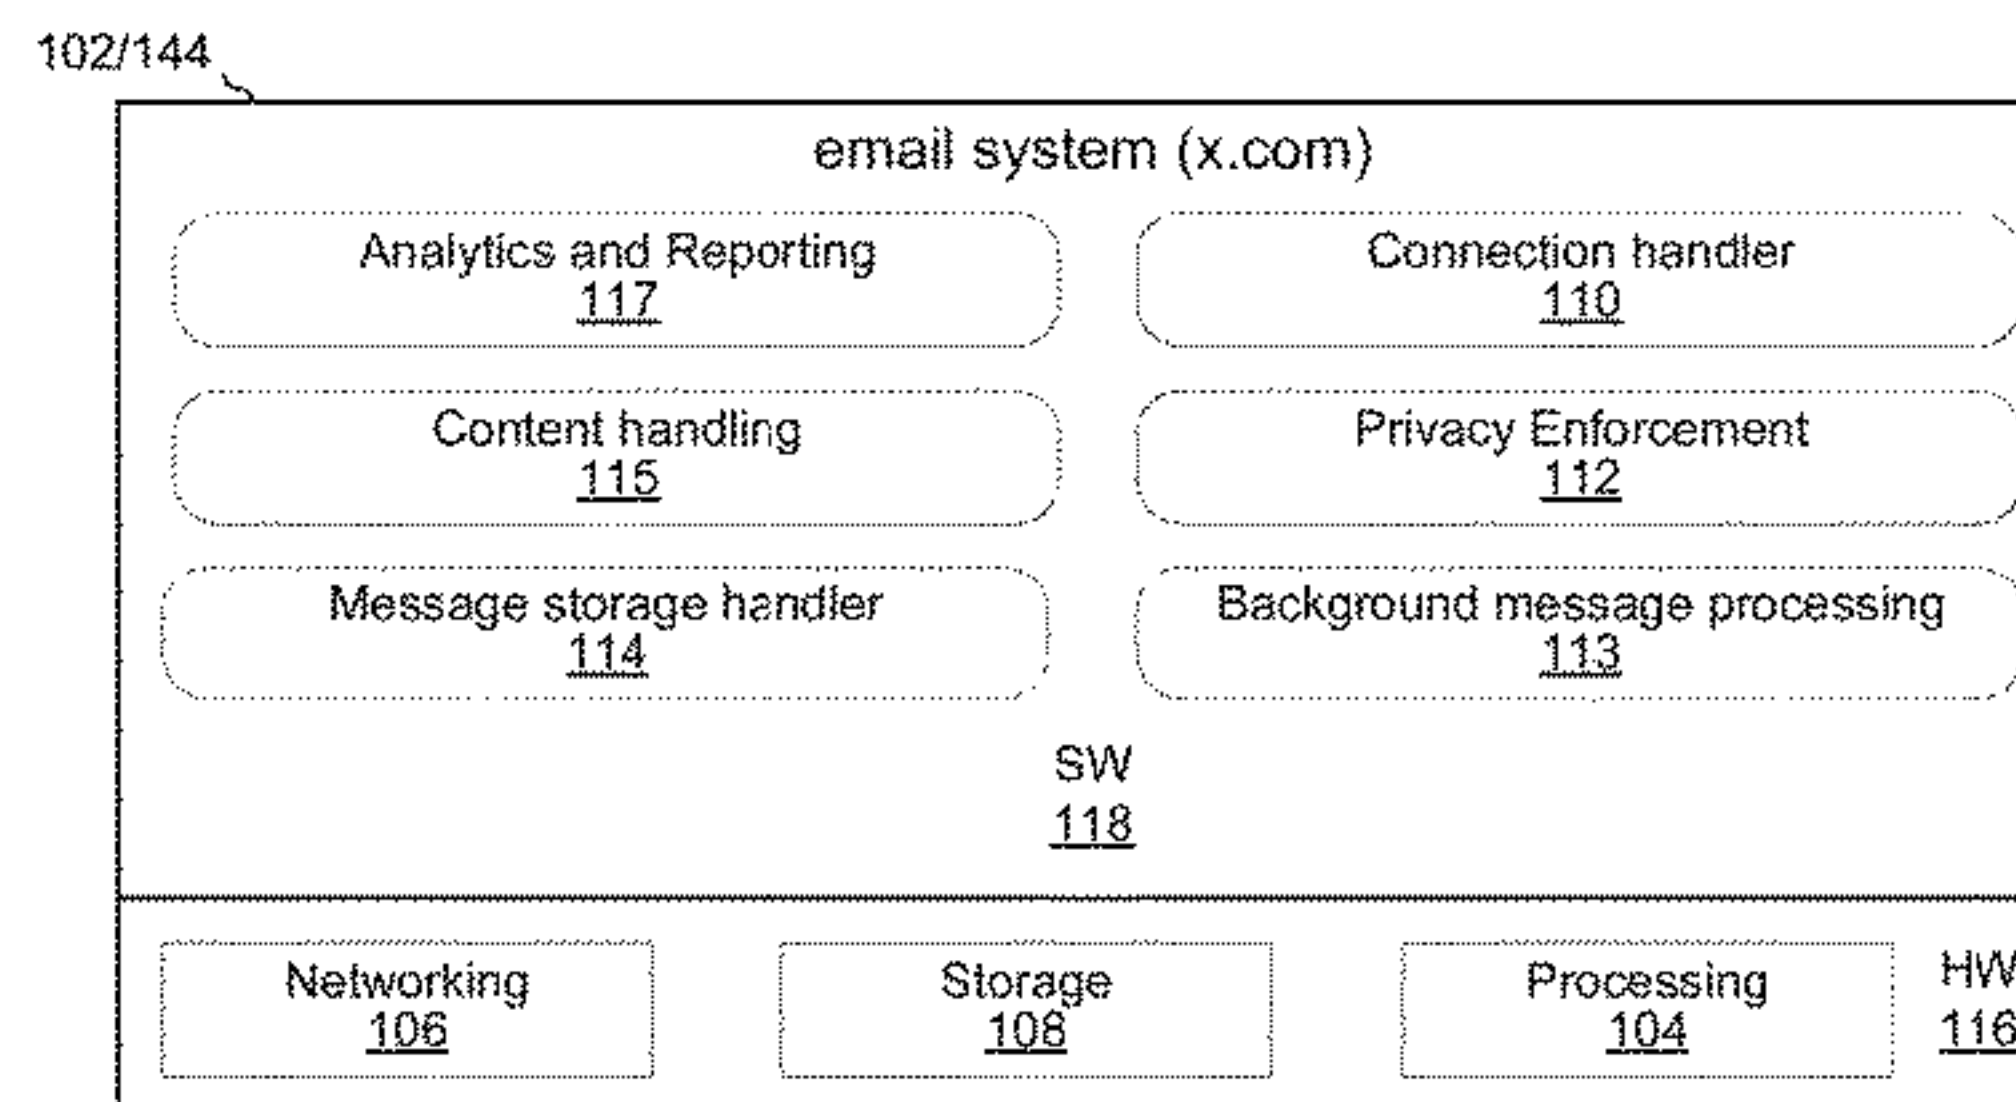 102/144
email system (x.com)
Analytics and Reporting
117
Connection handler
110
Content handling
115
Privacy Enforcement
112
Message storage handler
114
Background message processing
113
SW
118
Networking
106
Storage
108
Processing
104
HW
116